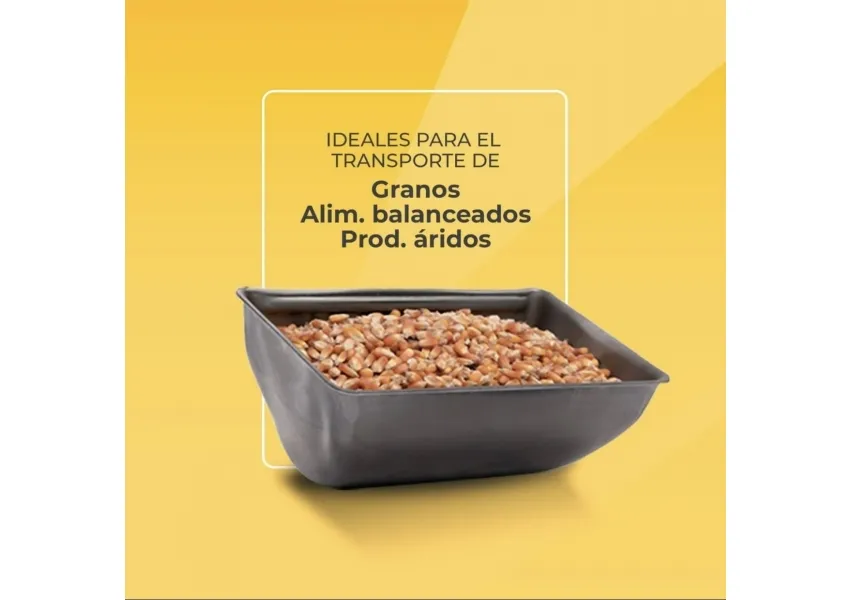 IDEALES PARA EL
TRANSPORTE DE
Granos
Alim. balanceados
Prod. áridos